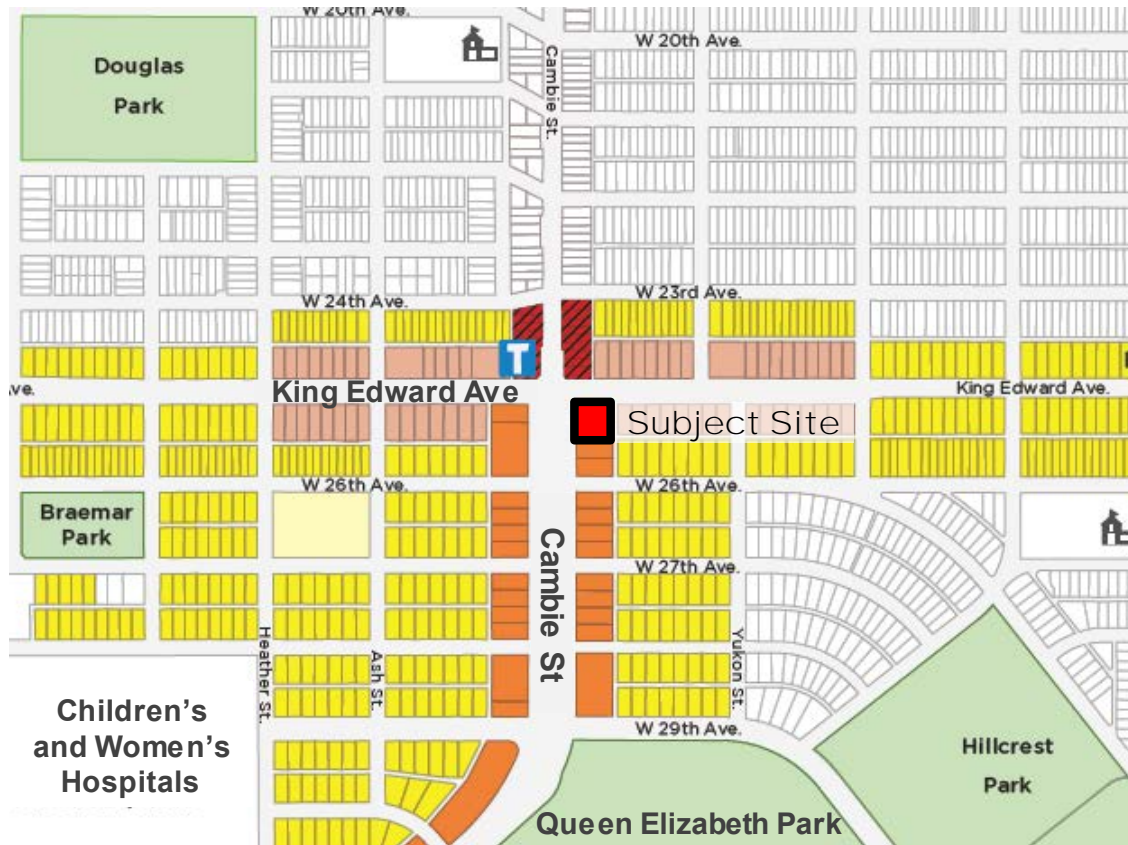 W 20th Ave.
W 20th Ave.
Cambie St.
Douglas
Park
W 24th Ave.
W 23rd Ave.
T
ve.
King Edward Ave
King Edward Ave.
Subject Site
W 26th Ave.
W 26th Ave.
Braemar
Park
Cambie St
W 27th Ave.
Heather St.
Ash St.
Yukon St.
Children's
and Women's
Hospitals
W 29th Ave.
Hillcrest
Park
Queen Elizabeth Park